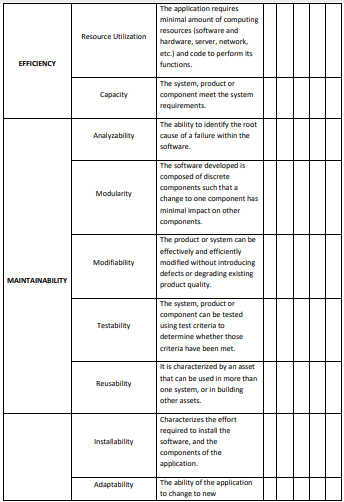 The application requires
minimal amount of computing
Resource Utilization
resources (software and
hardware, server, network,
etc.) and code to perform its
functions.
EFFICIENCY
Capacity
The system, product or
component meet the system
requirements.
Analyzability
The ability to identify the root
cause of a failure within the
software.
Modularity
The software developed is
composed of discrete
components such that a
change to one component has
minimal impact on other
components.
Modifiability
The product or system can be
effectively and efficiently
modified without introducing
defects or degrading existing
product quality.
MAINTAINABILITY
Testability
The system, product or
component can be tested
using test criteria to
determine whether those
criteria have been met.
Reusability
It is characterized by an asset
that can be used in more than
one system, or in building
other assets.
Installability
Characterizes the effort
required to install the
software, and the
components of the
application.
Adaptability
The ability of the application
to change to new